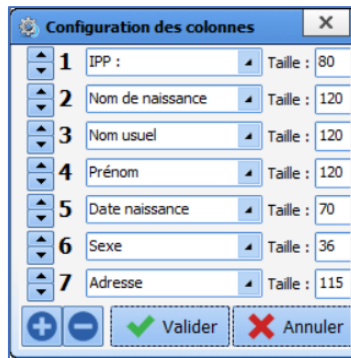 Configuration des colonnes
1 IPP : Taille : 80
2 Nom de naissance Taille : 120
3 Nom usuel Taille : 120
4 Prénom Taille : 120
5 Date naissance Taille : 70
6 Sexe Taille : 36
7 Adresse Taille : 115
Valider Annuler